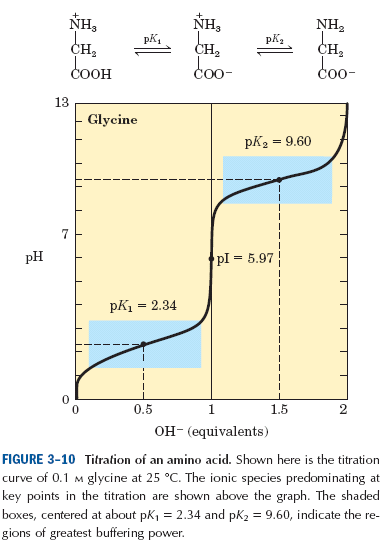 +NH₃ +NH₃ NH₂
pK₁ pK₂
CH₂ CH₂ CH₂
COOH COO⁻ COO⁻
13
Glycine
pK₂ = 9.60
7
pH
pI = 5.97
pK₁ = 2.34
0
0 0.5 1 1.5 2
OH⁻ (equivalents)
FIGURE 3–10 Titration of an amino acid. Shown here is the titration
curve of 0.1 M glycine at 25 °C. The ionic species predominating at
key points in the titration are shown above the graph. The shaded
boxes, centered at about pK₁ = 2.34 and pK₂ = 9.60, indicate the re-
gions of greatest buffering power.